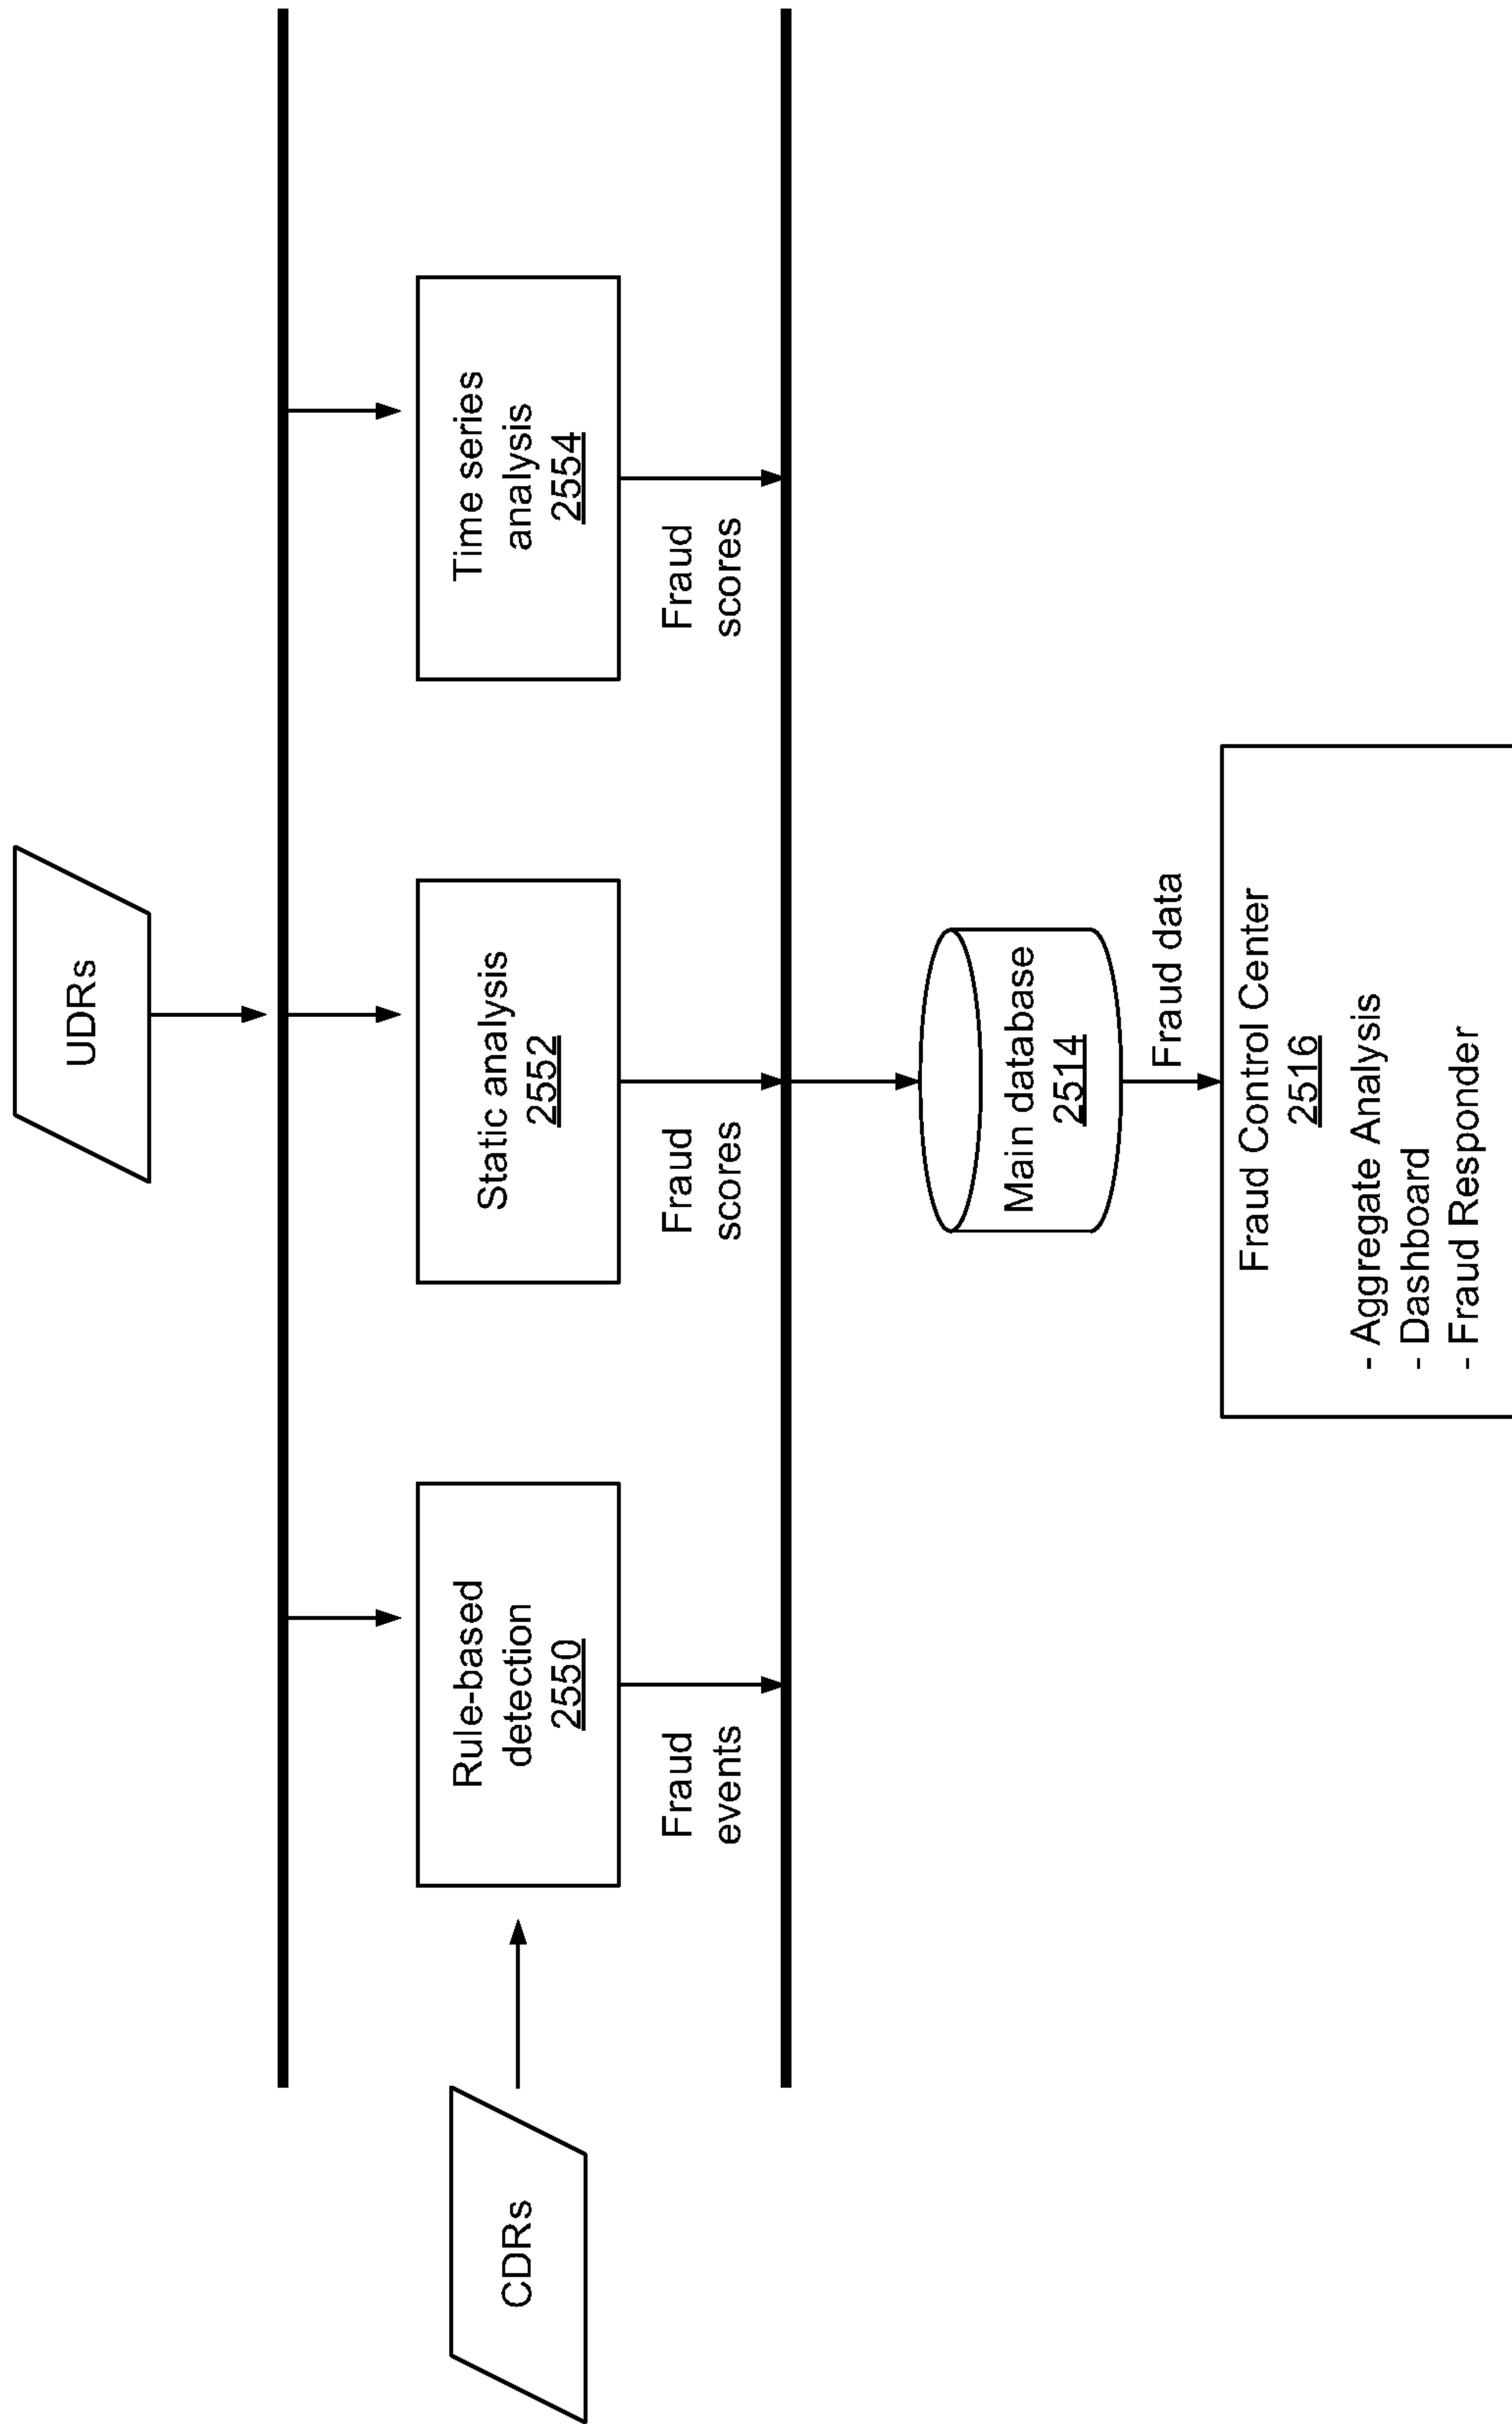 UDRs
CDRs
Rule-based
detection
2550
Static analysis
2552
Time series
analysis
2554
Fraud
events
Fraud
scores
Fraud
scores
Main database
2514
Fraud data
Fraud Control Center
2516
- Aggregate Analysis
- Dashboard
- Fraud Responder